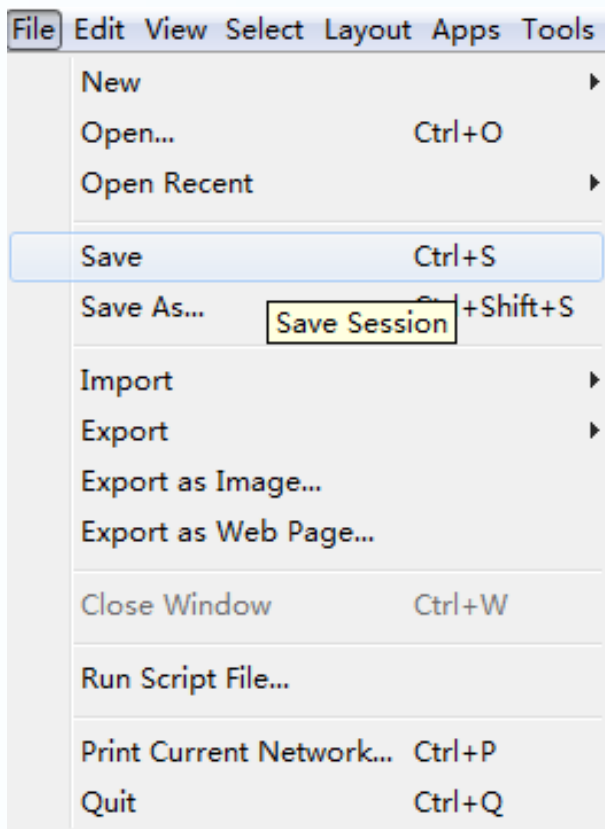 File Edit View Select Layout Apps Tools
New
Open... Ctrl+O
Open Recent
Save Ctrl+S
Save As... Ctrl+Shift+S
Save Session
Import
Export
Export as Image...
Export as Web Page...
Close Window Ctrl+W
Run Script File...
Print Current Network... Ctrl+P
Quit Ctrl+Q